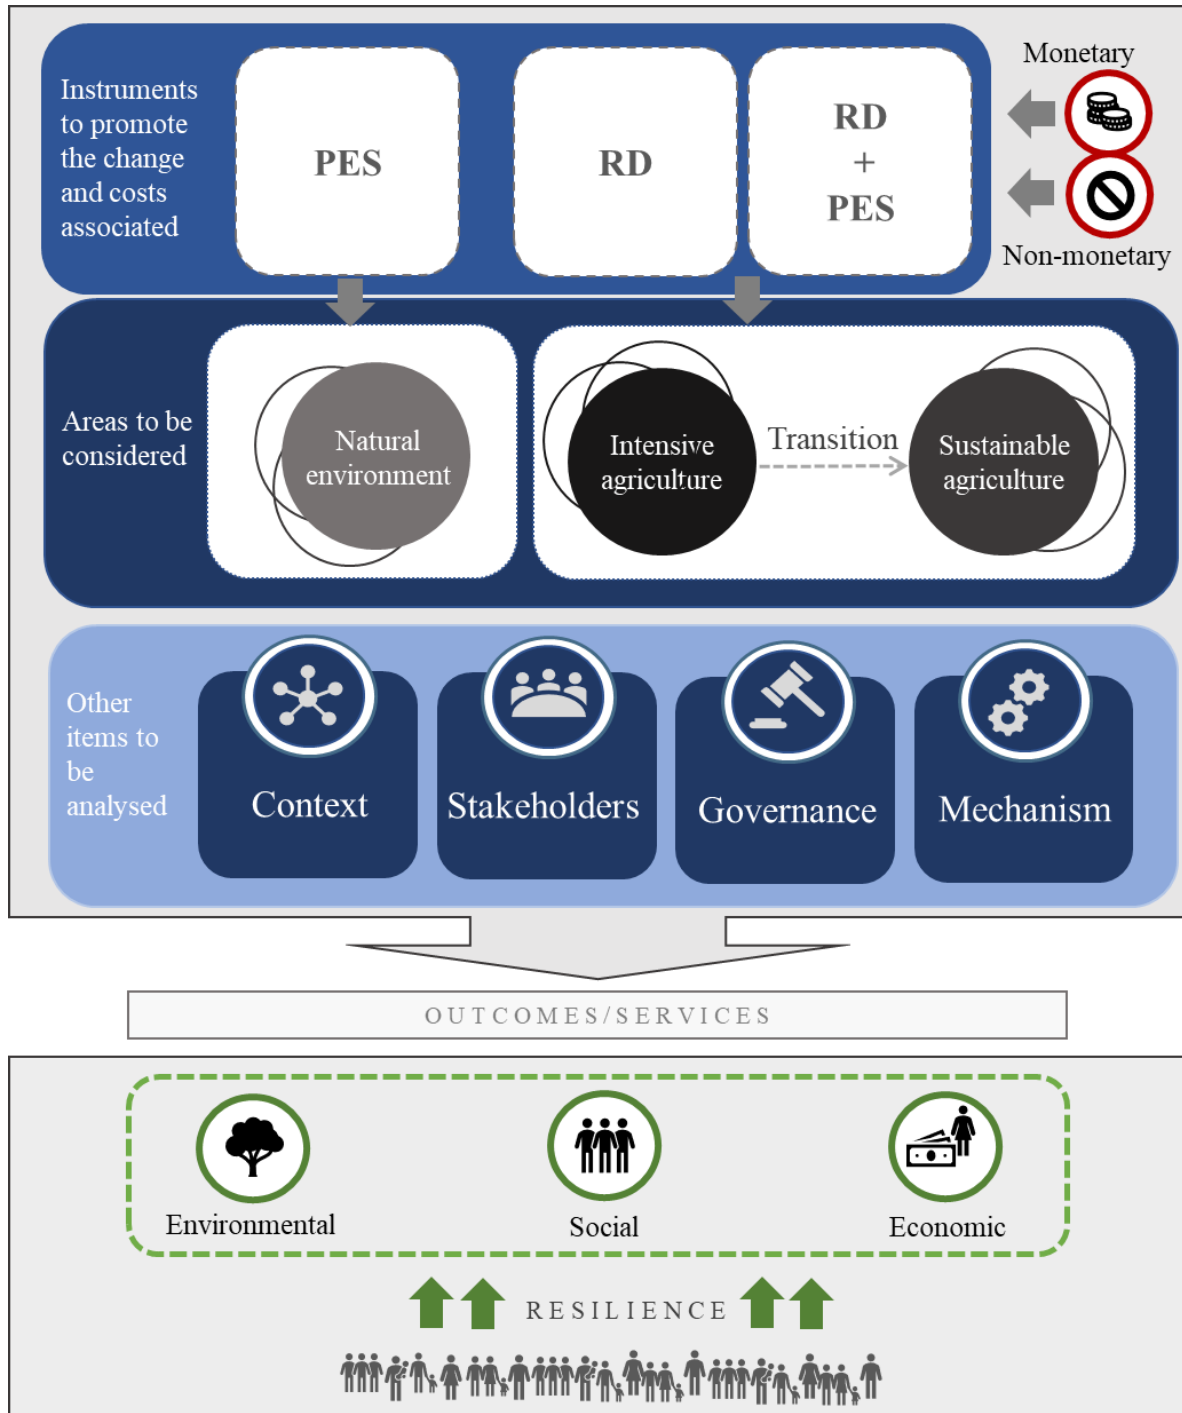 Monetary
Instruments
to promote
the change
and costs
associated
PES
RD
RD
+
PES
Non-monetary
Areas to be
considered
Natural
environment
Intensive
agriculture
Transition
Sustainable
agriculture
Other
items to
be
analysed
Context
Stakeholders
Governance
Mechanism
OUTCOMES/SERVICES
Environmental
Social
Economic
RESILIENCE